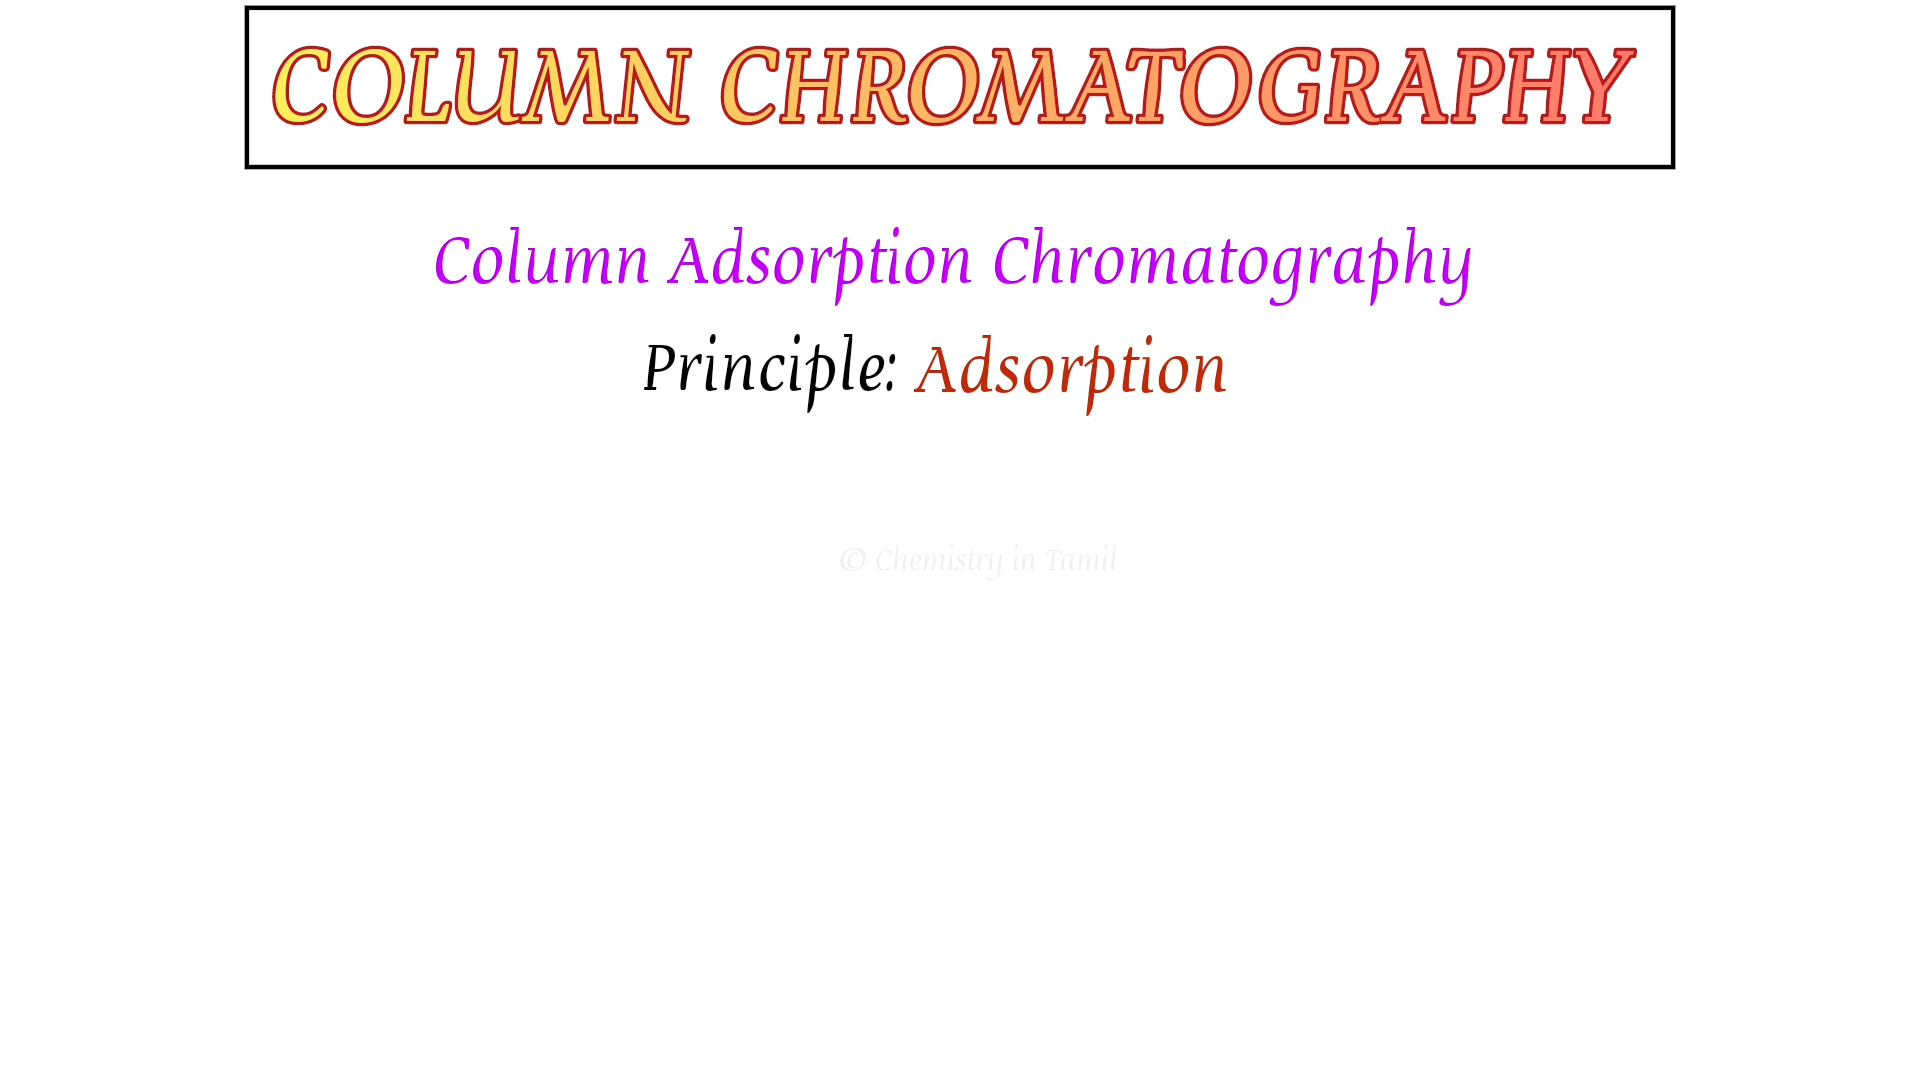 COLUMN CHROMATOGRAPHY
Column Adsorption Chromatography
Principle: Adsorption
© Chemistry in Tamil